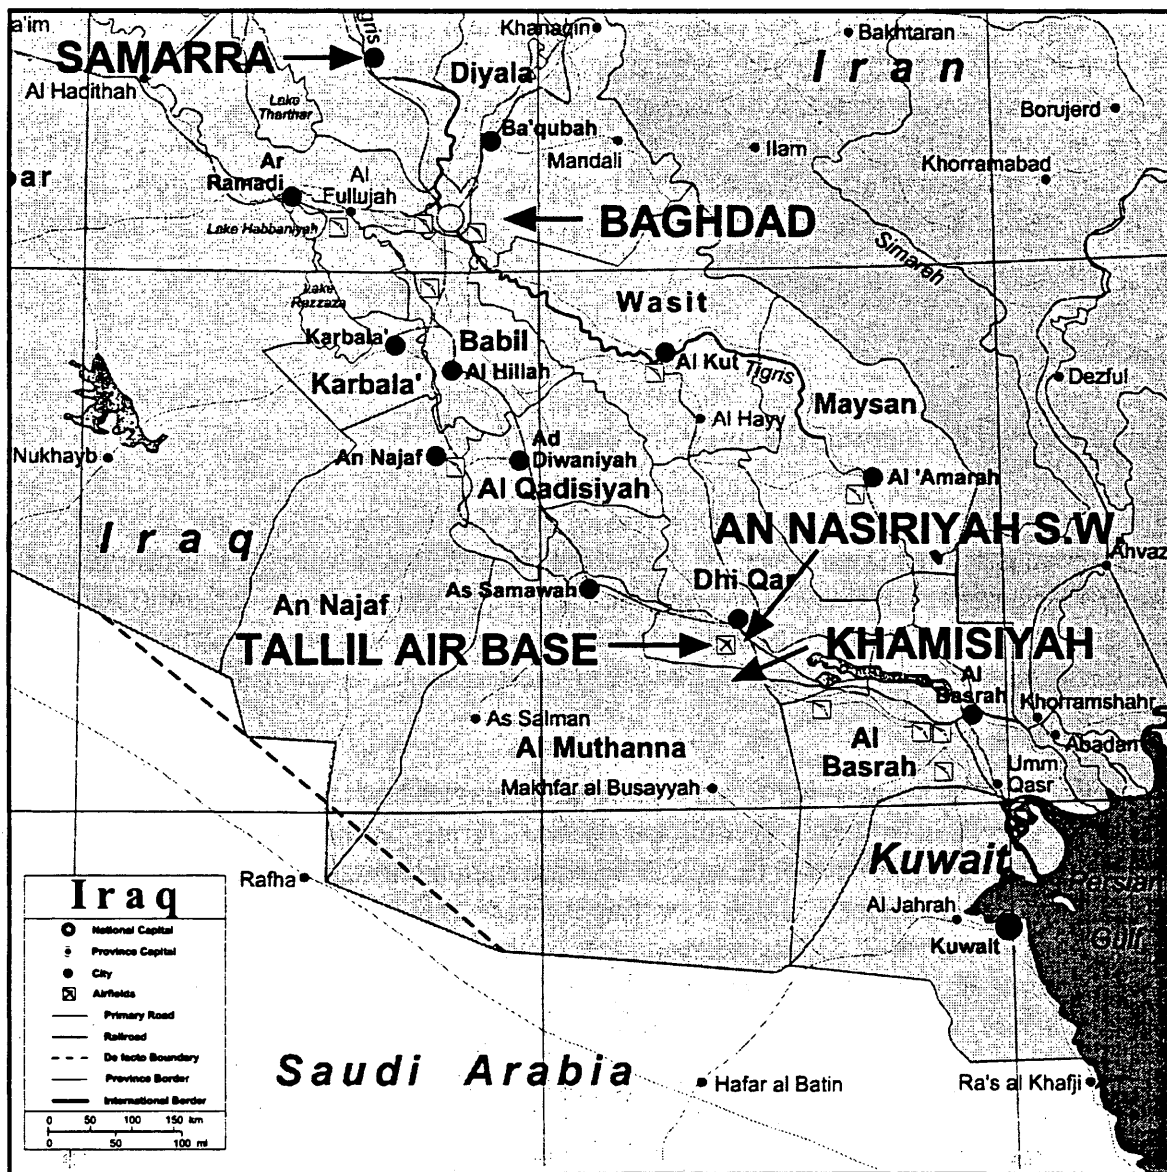 a'im
Tigris
Khanaqin
Bakhtaran
SAMARRA
Diyala
Iran
Al Hadithah
Lake
Tharthar
Borujerd
Ba'qubah
Mandali
Ilam
Khorramabad
ar
Ar
Ramadi
Al
Fullujah
BAGHDAD
Lake Habbaniyah
Simareh
Lake
Razzaza
Wasit
Karbala'
Babil
Al Kut
Tigris
Al Hillah
Karbala'
Dezful
Maysan
Al Hayy
Nukhayb
An Najaf
Ad
Diwaniyah
Al Qadisiyah
Al 'Amarah
Iraq
AN NASIRIYAH S.W
Ahvaz
Dhi Qar
As Samawah
An Najaf
TALLIL AIR BASE
KHAMISIYAH
Al
Basrah
Khorramshahr
As Salman
Al Muthanna
Al
Basrah
Abadan
Umm
Qasr
Makhfar al Busayyah
Kuwait
Rafha
Persian
Gulf
Al Jahrah
Kuwait
Iraq
National Capital
Province Capital
City
Airfields
Primary Road
Railroad
De facto Boundary
Province Border
International Border
0 50 100 150 km
0 50 100 mi
Saudi Arabia
Hafar al Batin
Ra's al Khafji